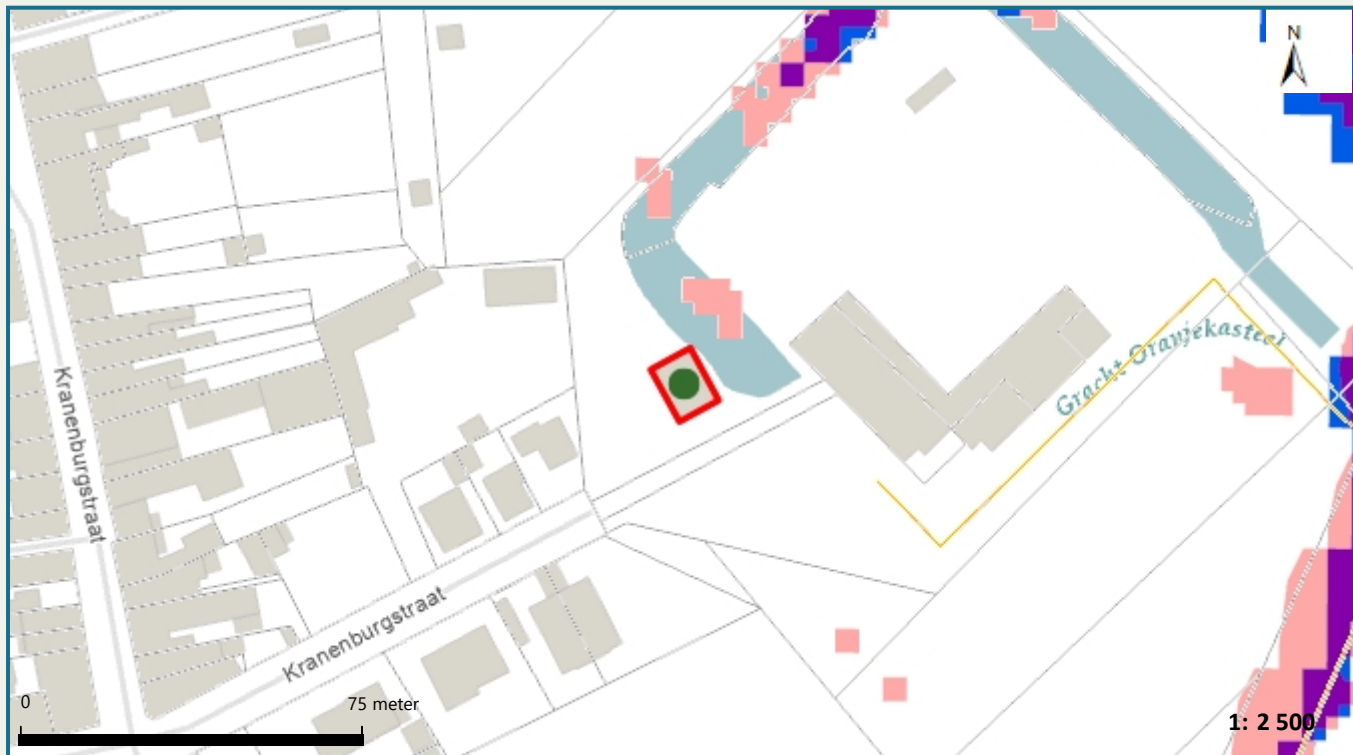 N
Gracht Oranjekasteel
Kranenburgstraat
Kranenburgstraat
0 75 meter
1: 2 500